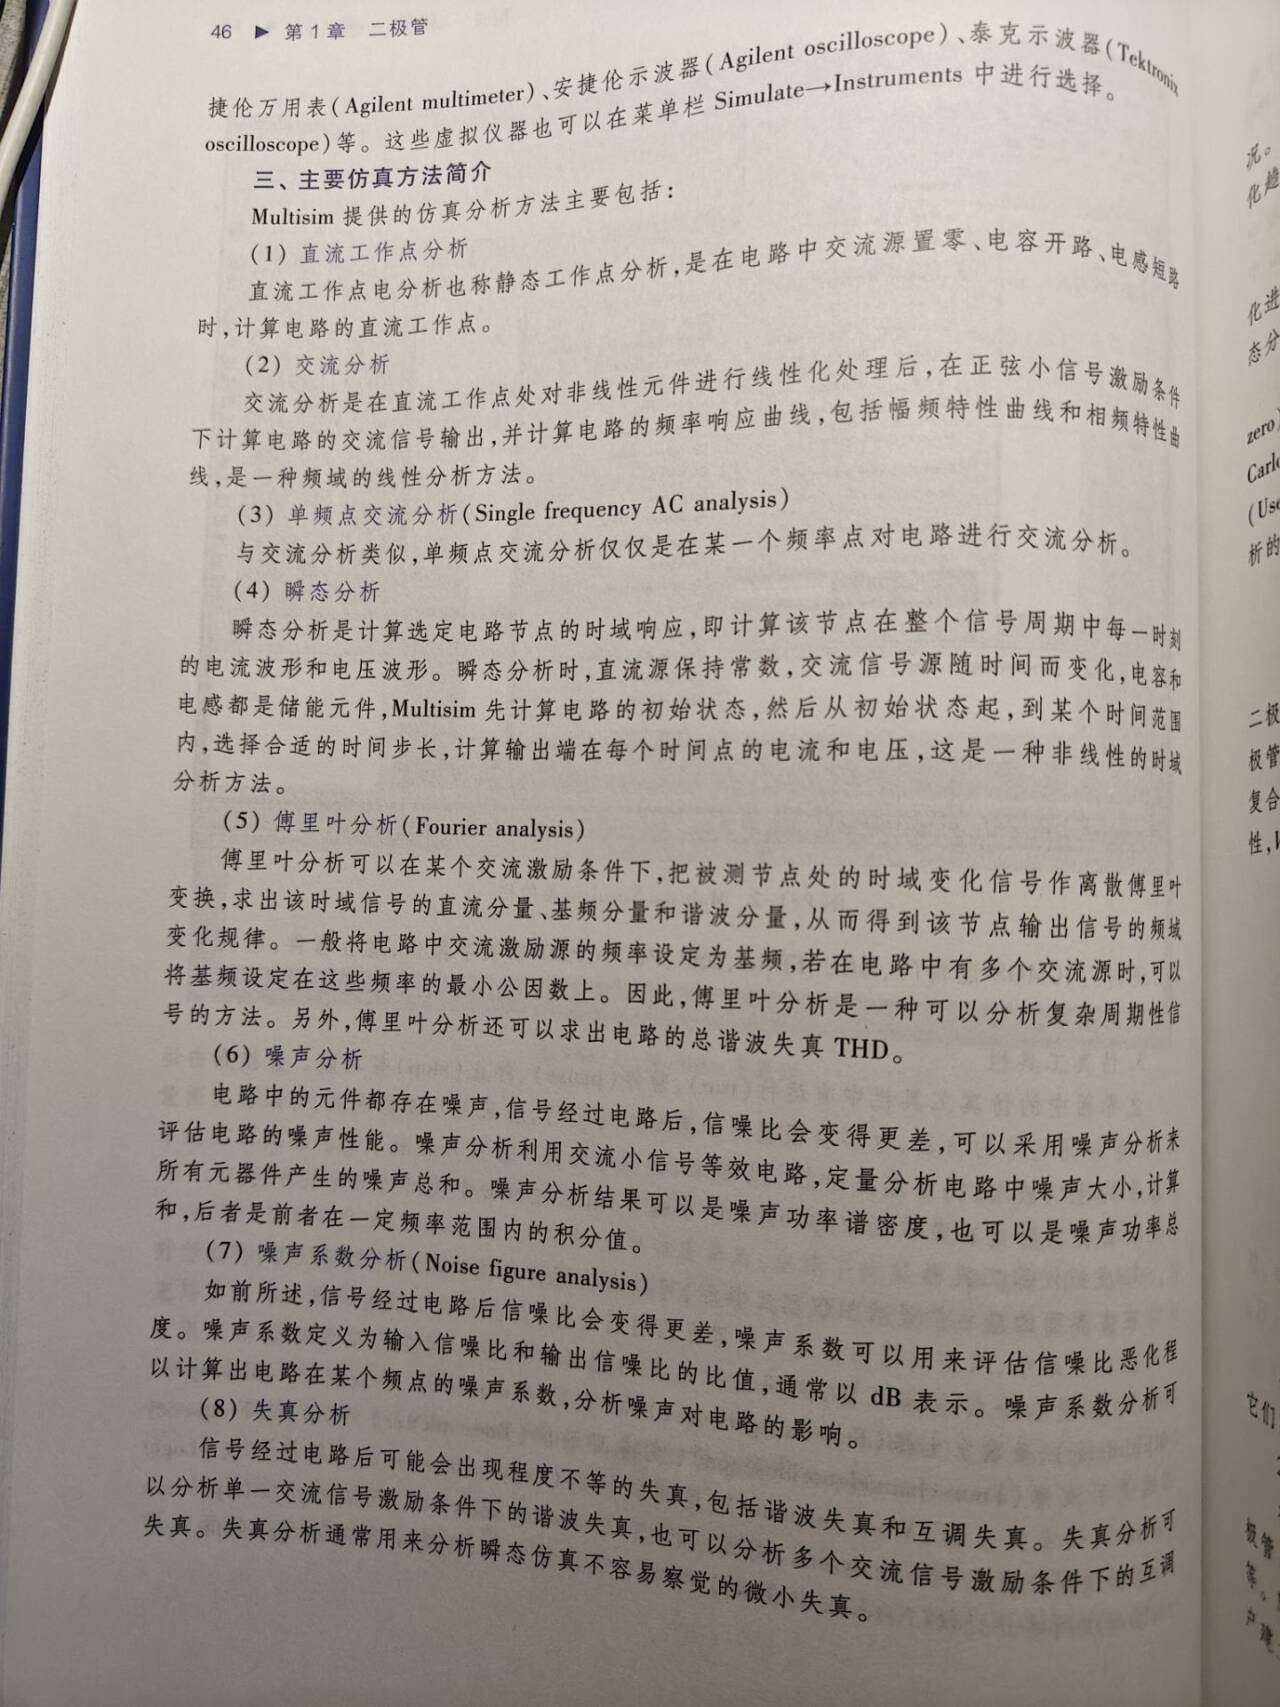 46 ▶ 第1章 二极管
捷伦万用表(Agilent multimeter)、安捷伦示波器(Agilent oscilloscope)、泰克示波器(Tektronix
oscilloscope)等。这些虚拟仪器也可以在菜单栏 Simulate→Instruments 中进行选择。
三、主要仿真方法简介
Multisim 提供的仿真分析方法主要包括:
(1) 直流工作点分析
直流工作点电分析也称静态工作点分析,是在电路中交流源置零、电容开路、电感短路
时,计算电路的直流工作点。
(2) 交流分析
交流分析是在直流工作点处对非线性元件进行线性化处理后,在正弦小信号激励条件
下计算电路的交流信号输出,并计算电路的频率响应曲线,包括幅频特性曲线和相频特性曲
线,是一种频域的线性分析方法。
(3) 单频点交流分析(Single frequency AC analysis)
与交流分析类似,单频点交流分析仅仅是在某一个频率点对电路进行交流分析。
(4) 瞬态分析
瞬态分析是计算选定电路节点的时域响应,即计算该节点在整个信号周期中每一时刻
的电流波形和电压波形。瞬态分析时,直流源保持常数,交流信号源随时间而变化,电容和
电感都是储能元件,Multisim 先计算电路的初始状态,然后从初始状态起,到某个时间范围
内,选择合适的时间步长,计算输出端在每个时间点的电流和电压,这是一种非线性的时域
分析方法。
(5) 傅里叶分析(Fourier analysis)
傅里叶分析可以在某个交流激励条件下,把被测节点处的时域变化信号作离散傅里叶
变换,求出该时域信号的直流分量、基频分量和谐波分量,从而得到该节点输出信号的频域
变化规律。一般将电路中交流激励源的频率设定为基频,若在电路中有多个交流源时,可以
将基频设定在这些频率的最小公因数上。因此,傅里叶分析是一种可以分析复杂周期性信
号的方法。另外,傅里叶分析还可以求出电路的总谐波失真 THD。
(6) 噪声分析
电路中的元件都存在噪声,信号经过电路后,信噪比会变得更差,可以采用噪声分析来
评估电路的噪声性能。噪声分析利用交流小信号等效电路,定量分析电路中噪声大小,计算
所有元器件产生的噪声总和。噪声分析结果可以是噪声功率谱密度,也可以是噪声功率总
和,后者是前者在一定频率范围内的积分值。
(7) 噪声系数分析(Noise figure analysis)
如前所述,信号经过电路后信噪比会变得更差,噪声系数可以用来评估信噪比恶化程
度。噪声系数定义为输入信噪比和输出信噪比的比值,通常以 dB 表示。噪声系数分析可
以计算出电路在某个频点的噪声系数,分析噪声对电路的影响。
(8) 失真分析
信号经过电路后可能会出现程度不等的失真,包括谐波失真和互调失真。失真分析可
以分析单一交流信号激励条件下的谐波失真,也可以分析多个交流信号激励条件下的互调
失真。失真分析通常用来分析瞬态仿真不容易察觉的微小失真。
况。
化进
态分
zero)
(Use
析的
二极
极管
复合
它们
极管
等。